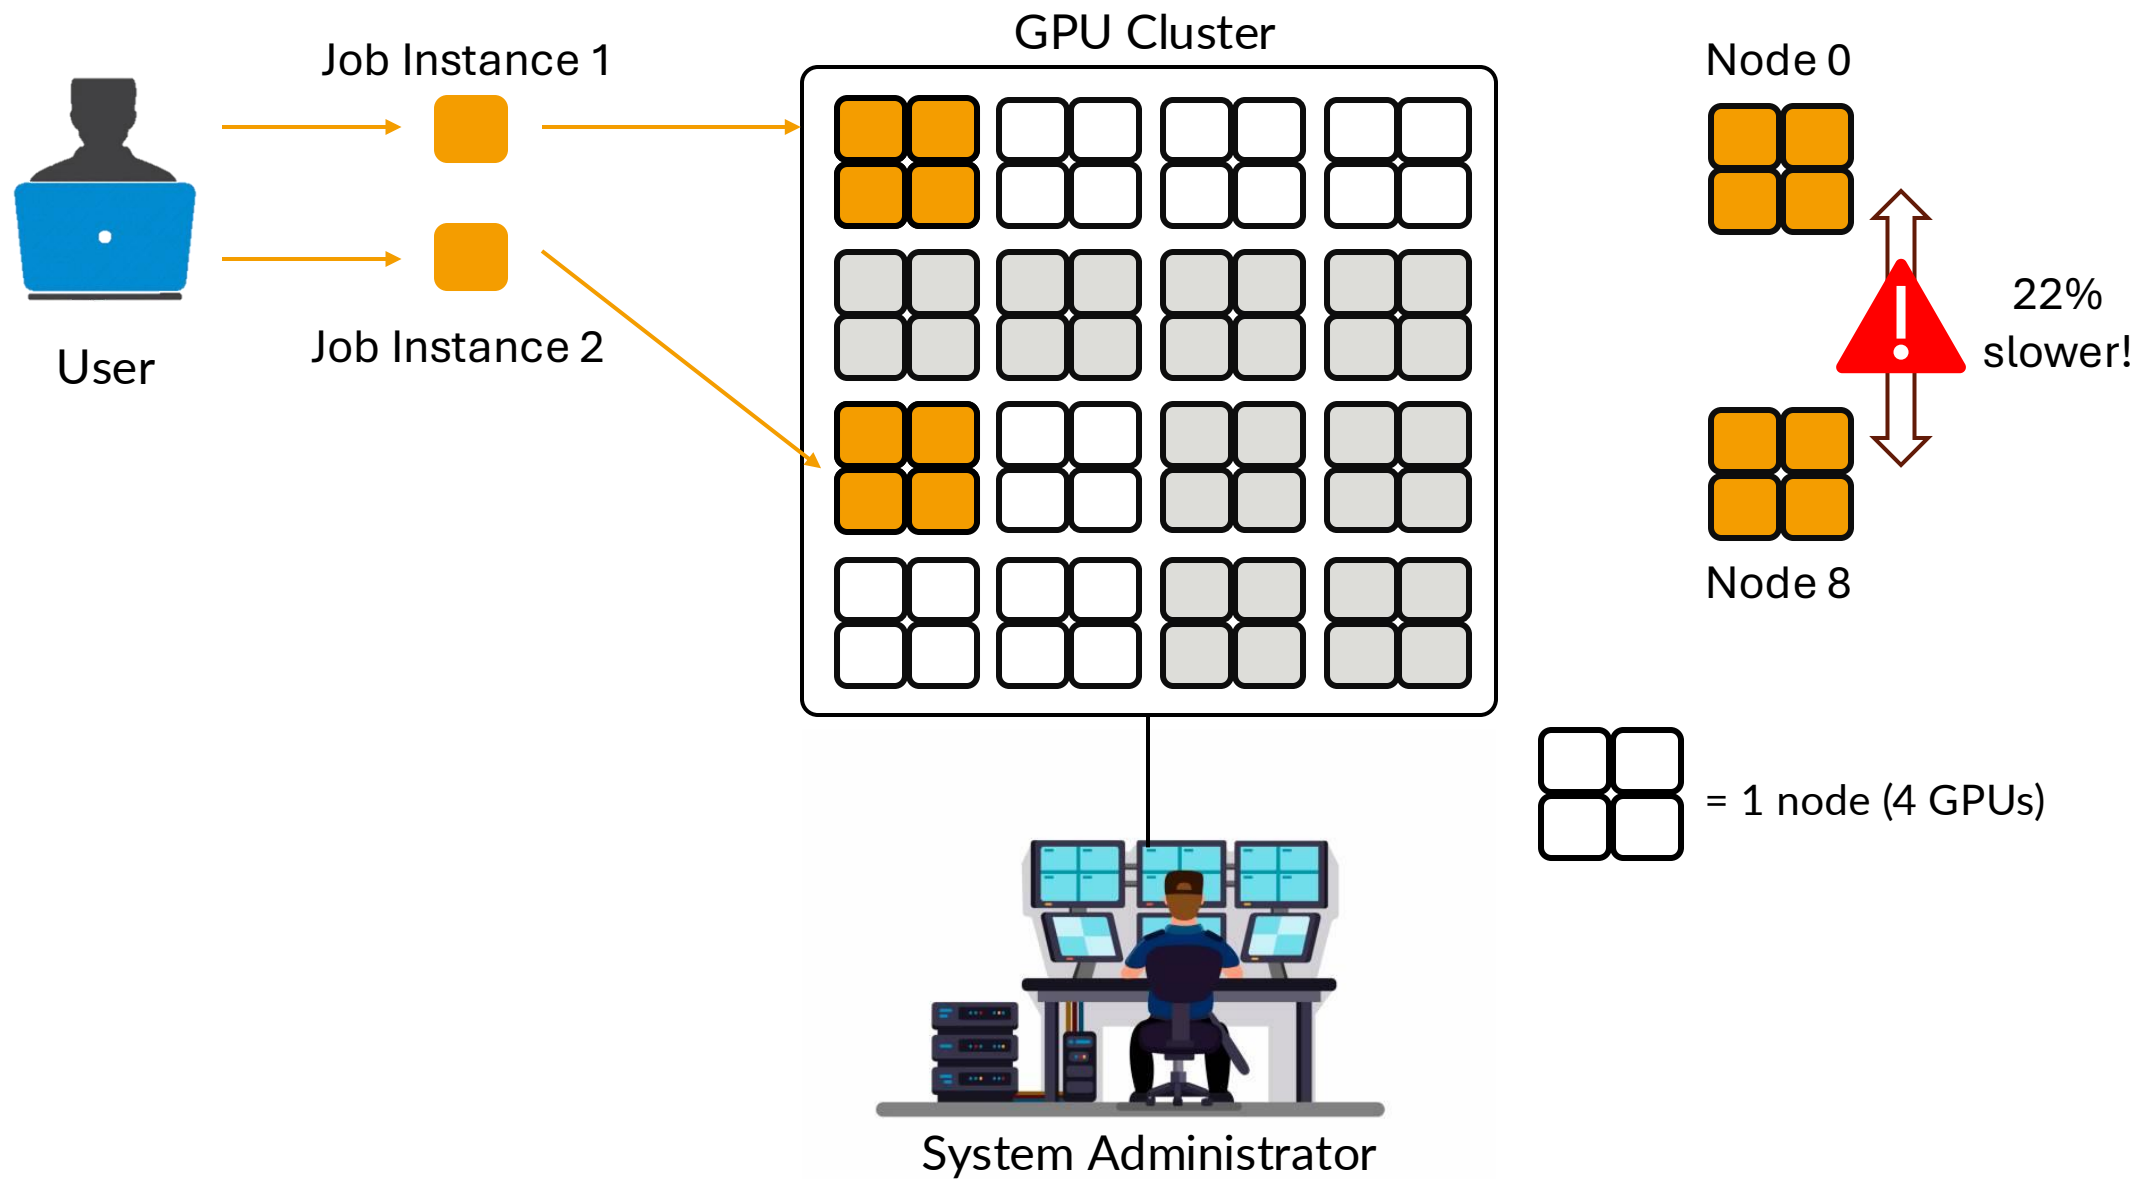 GPU Cluster
Job Instance 1
Job Instance 2
User
Node 0
22%
slower!
Node 8
= 1 node (4 GPUs)
System Administrator